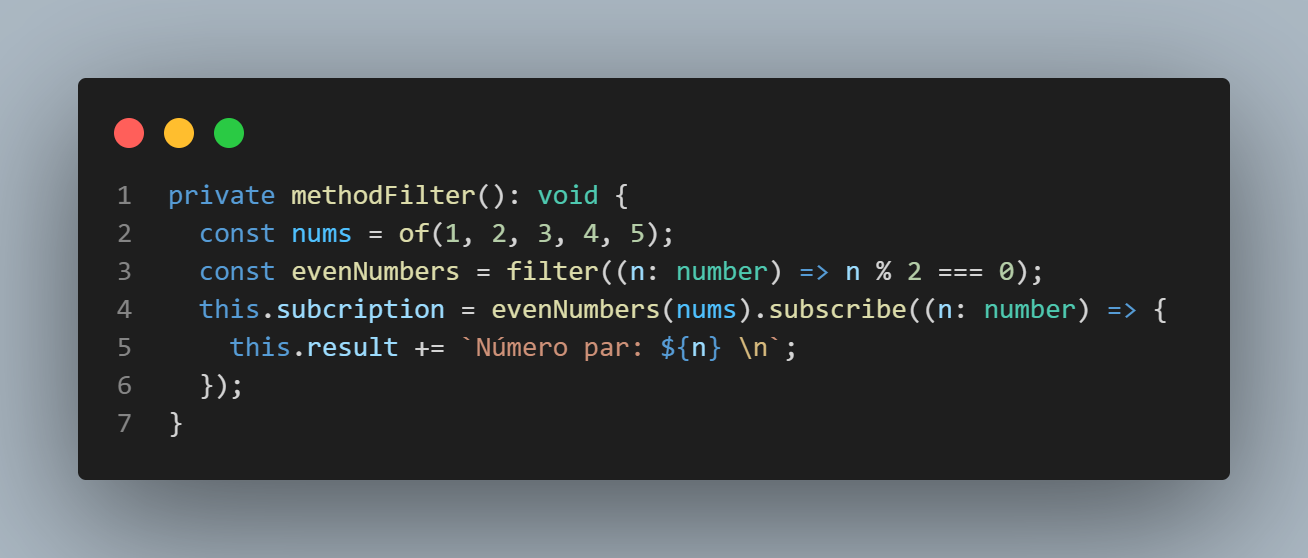 1 private methodFilter(): void {
2   const nums = of(1, 2, 3, 4, 5);
3   const evenNumbers = filter((n: number) => n % 2 === 0);
4   this.subcription = evenNumbers(nums).subscribe((n: number) => {
5     this.result += `Número par: ${n} \n`;
6   });
7 }